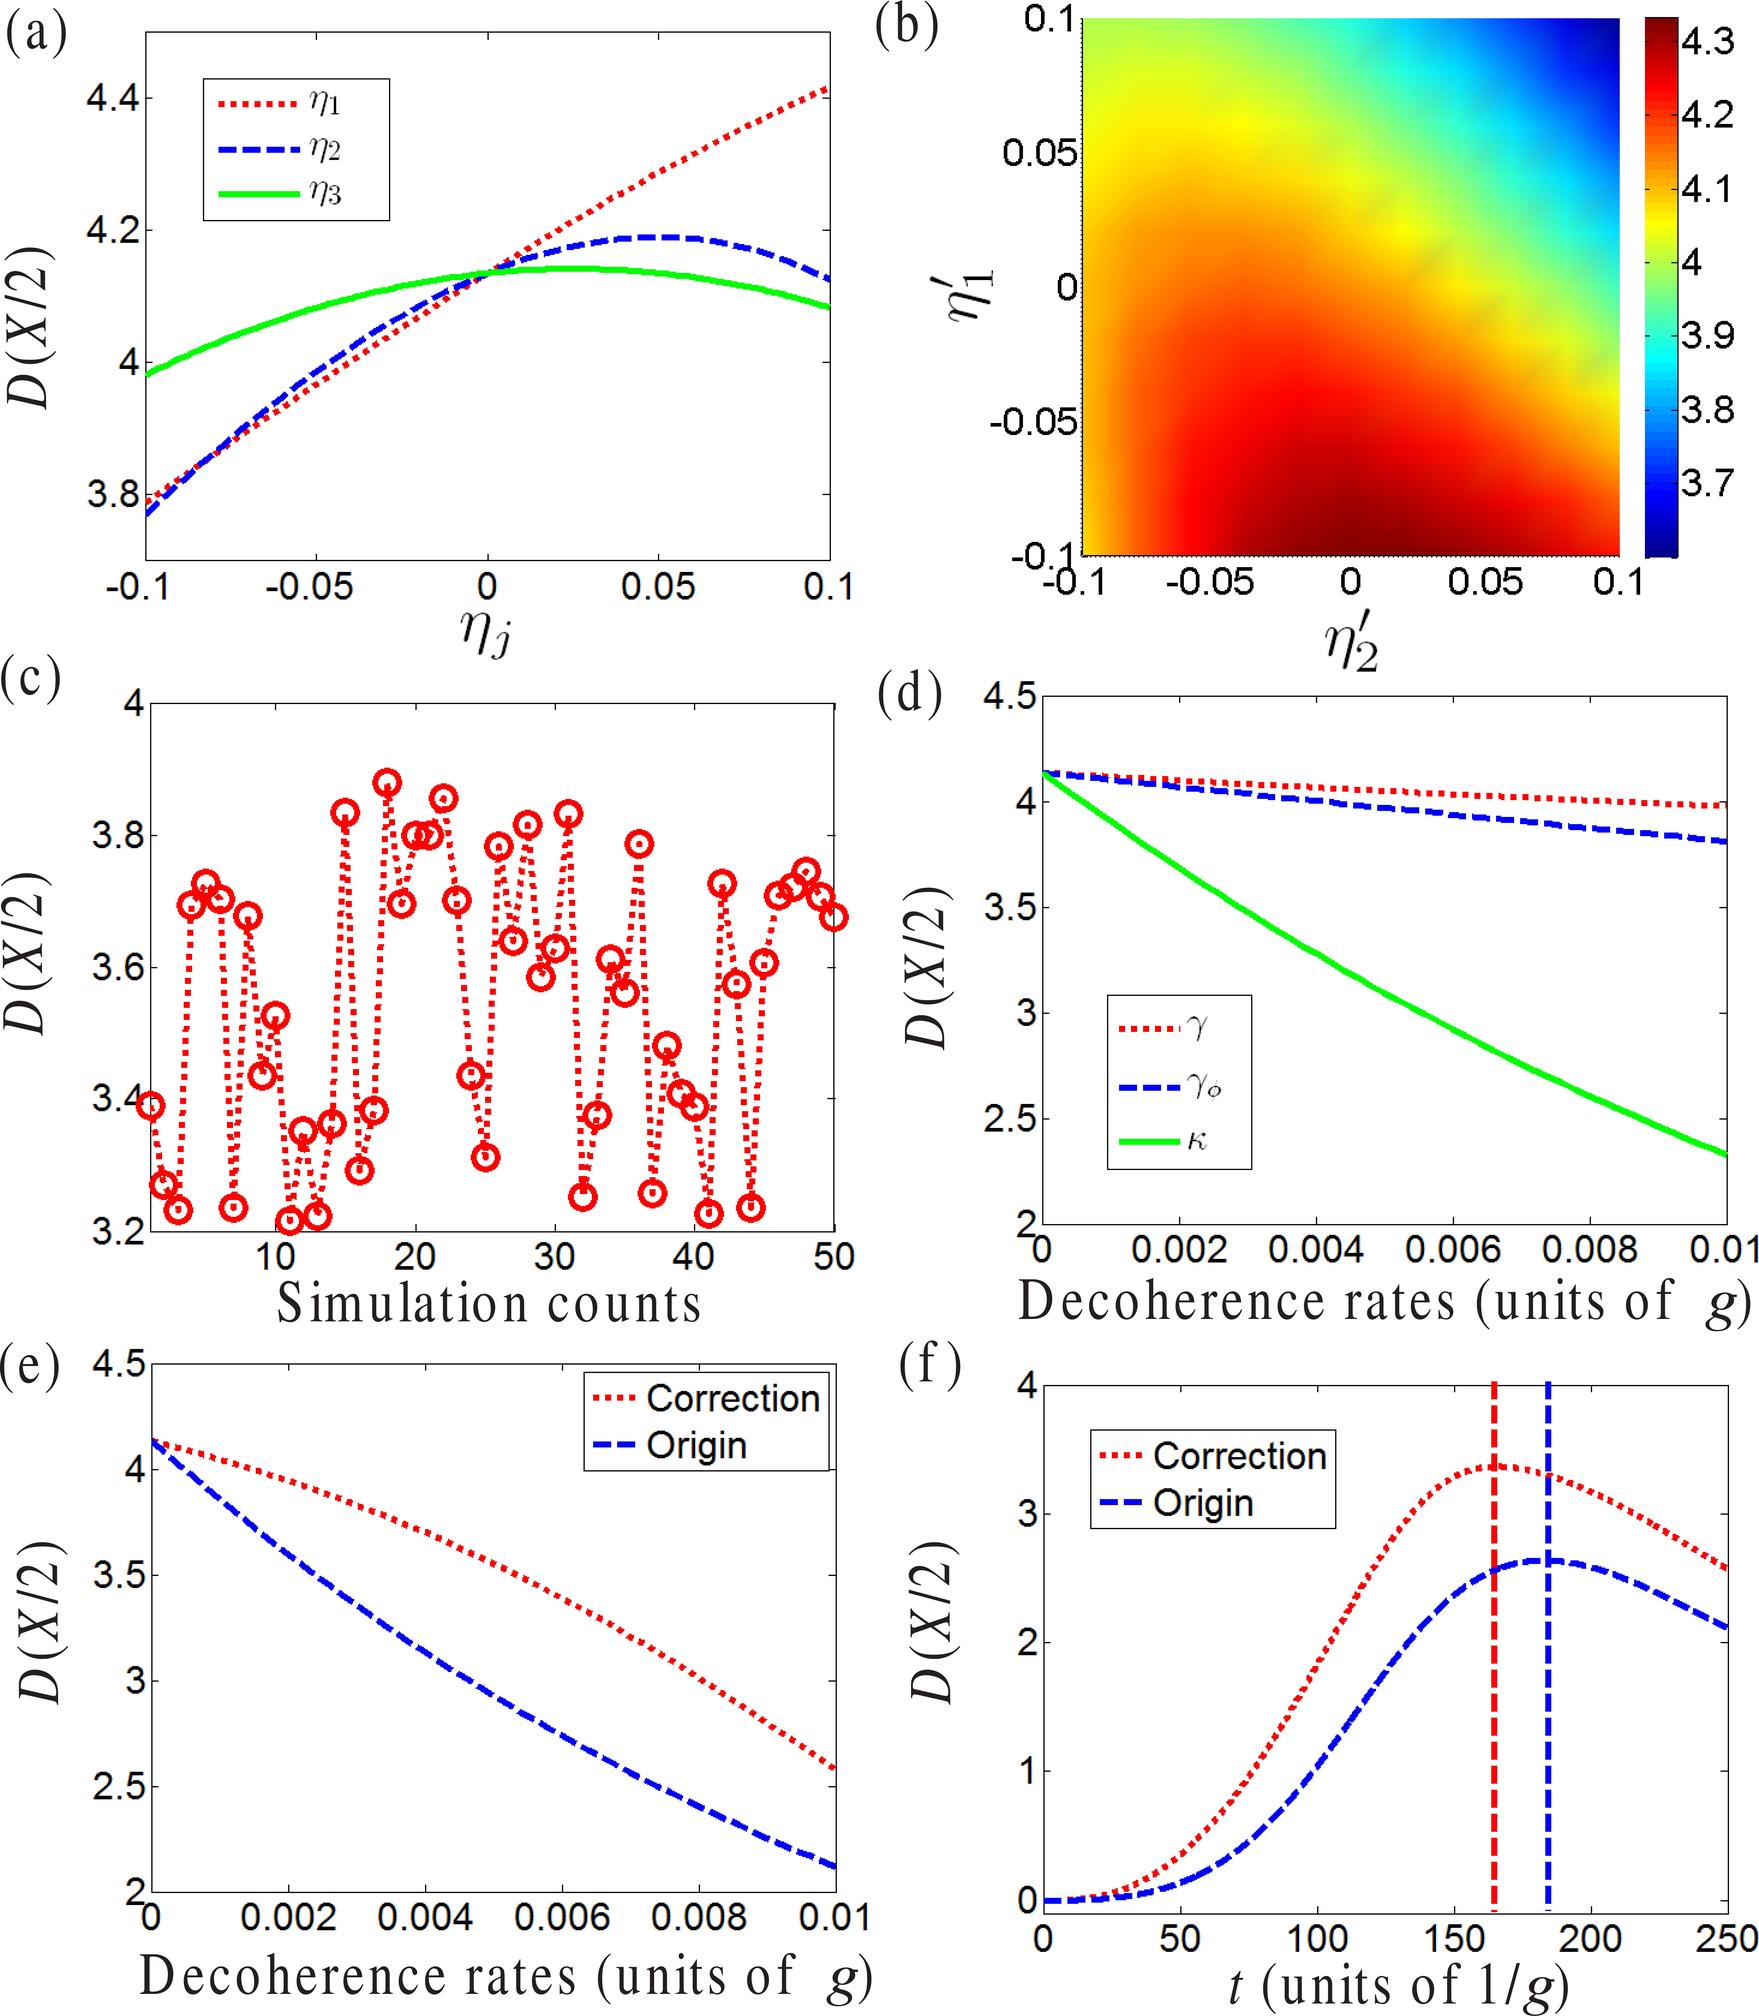 (a)
4.4
4.2
4
3.8
D(X/2)
η1
η2
η3
-0.1 -0.05 0 0.05 0.1
ηj
(b)
0.1
0.05
0
-0.05
-0.1
η′1
-0.1 -0.05 0 0.05 0.1
η′2
4.3
4.2
4.1
4
3.9
3.8
3.7
(c)
4
3.8
3.6
3.4
3.2
D(X/2)
10 20 30 40 50
Simulation counts
(d)
4.5
4
3.5
3
2.5
2
D(X/2)
γ
γϕ
κ
0 0.002 0.004 0.006 0.008 0.01
Decoherence rates (units of g)
(e)
4.5
4
3.5
3
2.5
2
D(X/2)
Correction
Origin
0 0.002 0.004 0.006 0.008 0.01
Decoherence rates (units of g)
(f)
4
3
2
1
0
D(X/2)
Correction
Origin
0 50 100 150 200 250
t (units of 1/g)